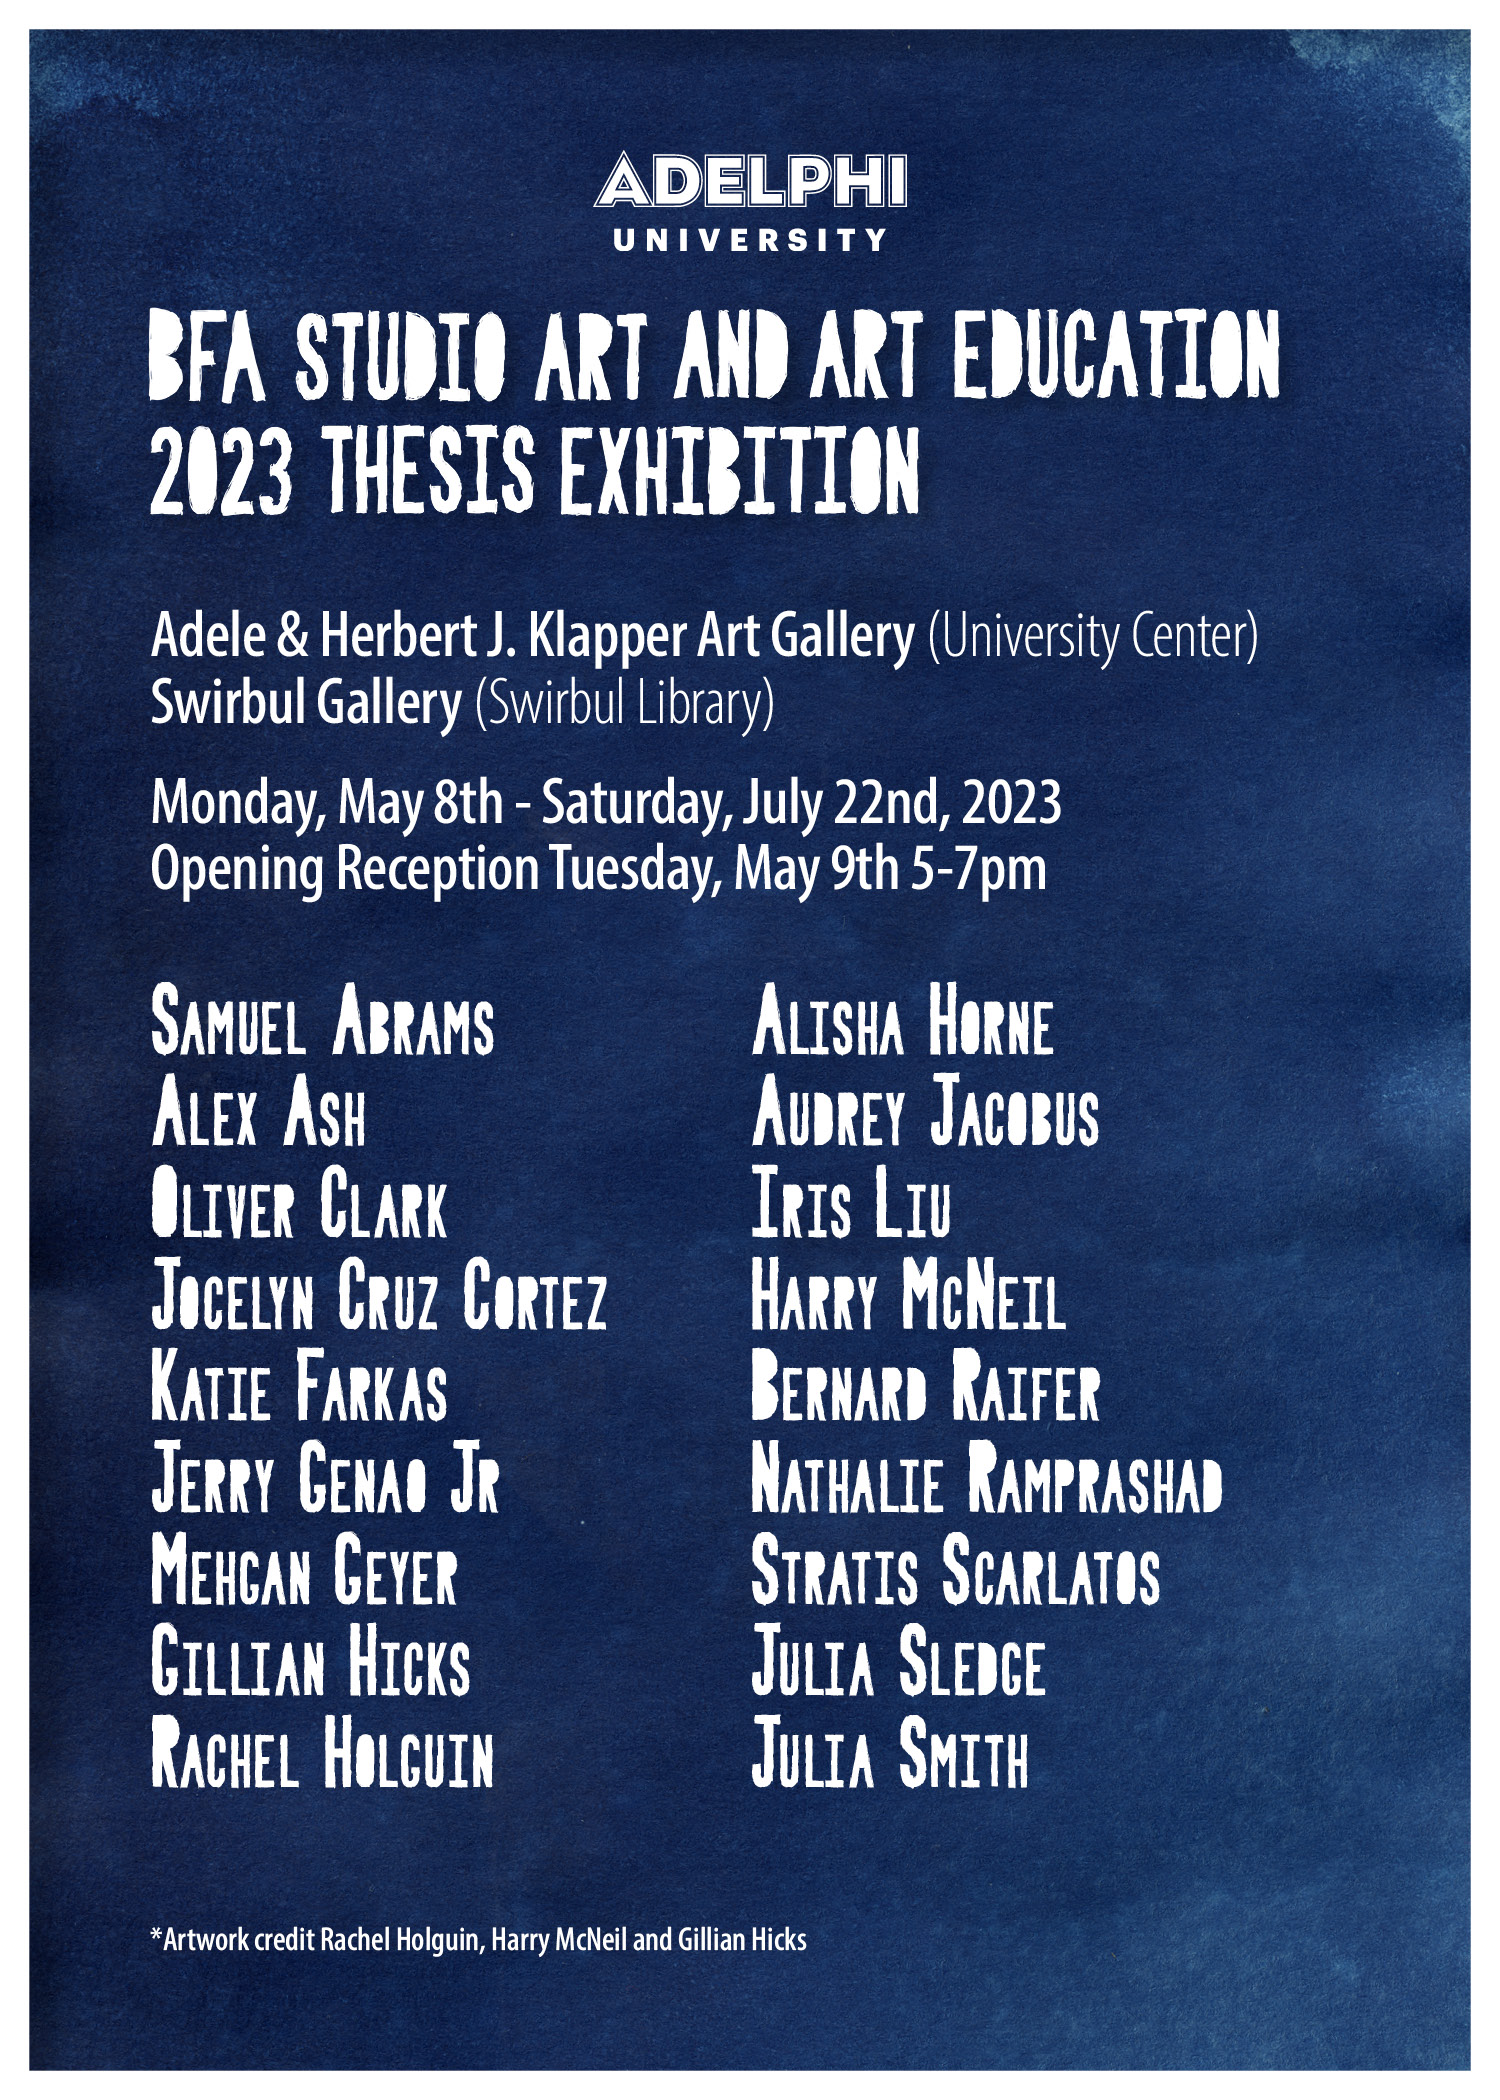 ADELPHI
UNIVERSITY
BFA STUDIO ART AND ART EDUCATION
2023 THESIS EXHIBITION
Adele & Herbert J. Klapper Art Gallery (University Center)
Swirbul Gallery (Swirbul Library)
Monday, May 8th - Saturday, July 22nd, 2023
Opening Reception Tuesday, May 9th 5-7pm
Samuel Abrams
Alex Ash
Oliver Clark
Jocelyn Cruz Cortez
Katie Farkas
Jerry Genao Jr
Mehgan Geyer
Gillian Hicks
Rachel Holguin
Alisha Horne
Audrey Jacobus
Iris Liu
Harry McNeil
Bernard Raifer
Nathalie Ramprashad
Stratis Scarlatos
Julia Sledge
Julia Smith
*Artwork credit Rachel Holguin, Harry McNeil and Gillian Hicks